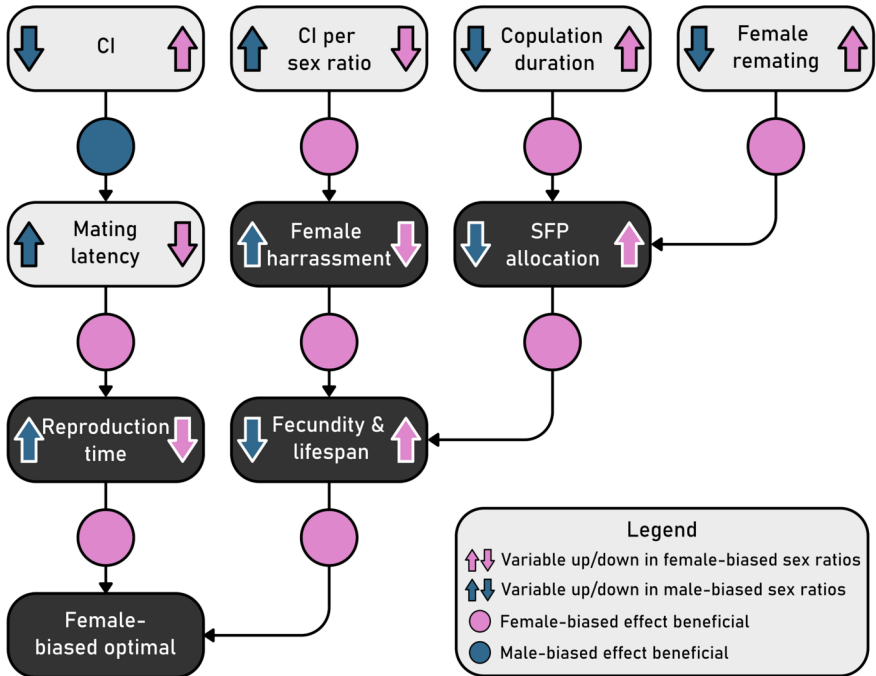 CI
CI per
sex ratio
Copulation
duration
Female
remating
Mating
latency
Female
harrassment
SFP
allocation
Reproduction
time
Fecundity &
lifespan
Female-
biased optimal
Legend
Variable up/down in female-biased sex ratios
Variable up/down in male-biased sex ratios
Female-biased effect beneficial
Male-biased effect beneficial